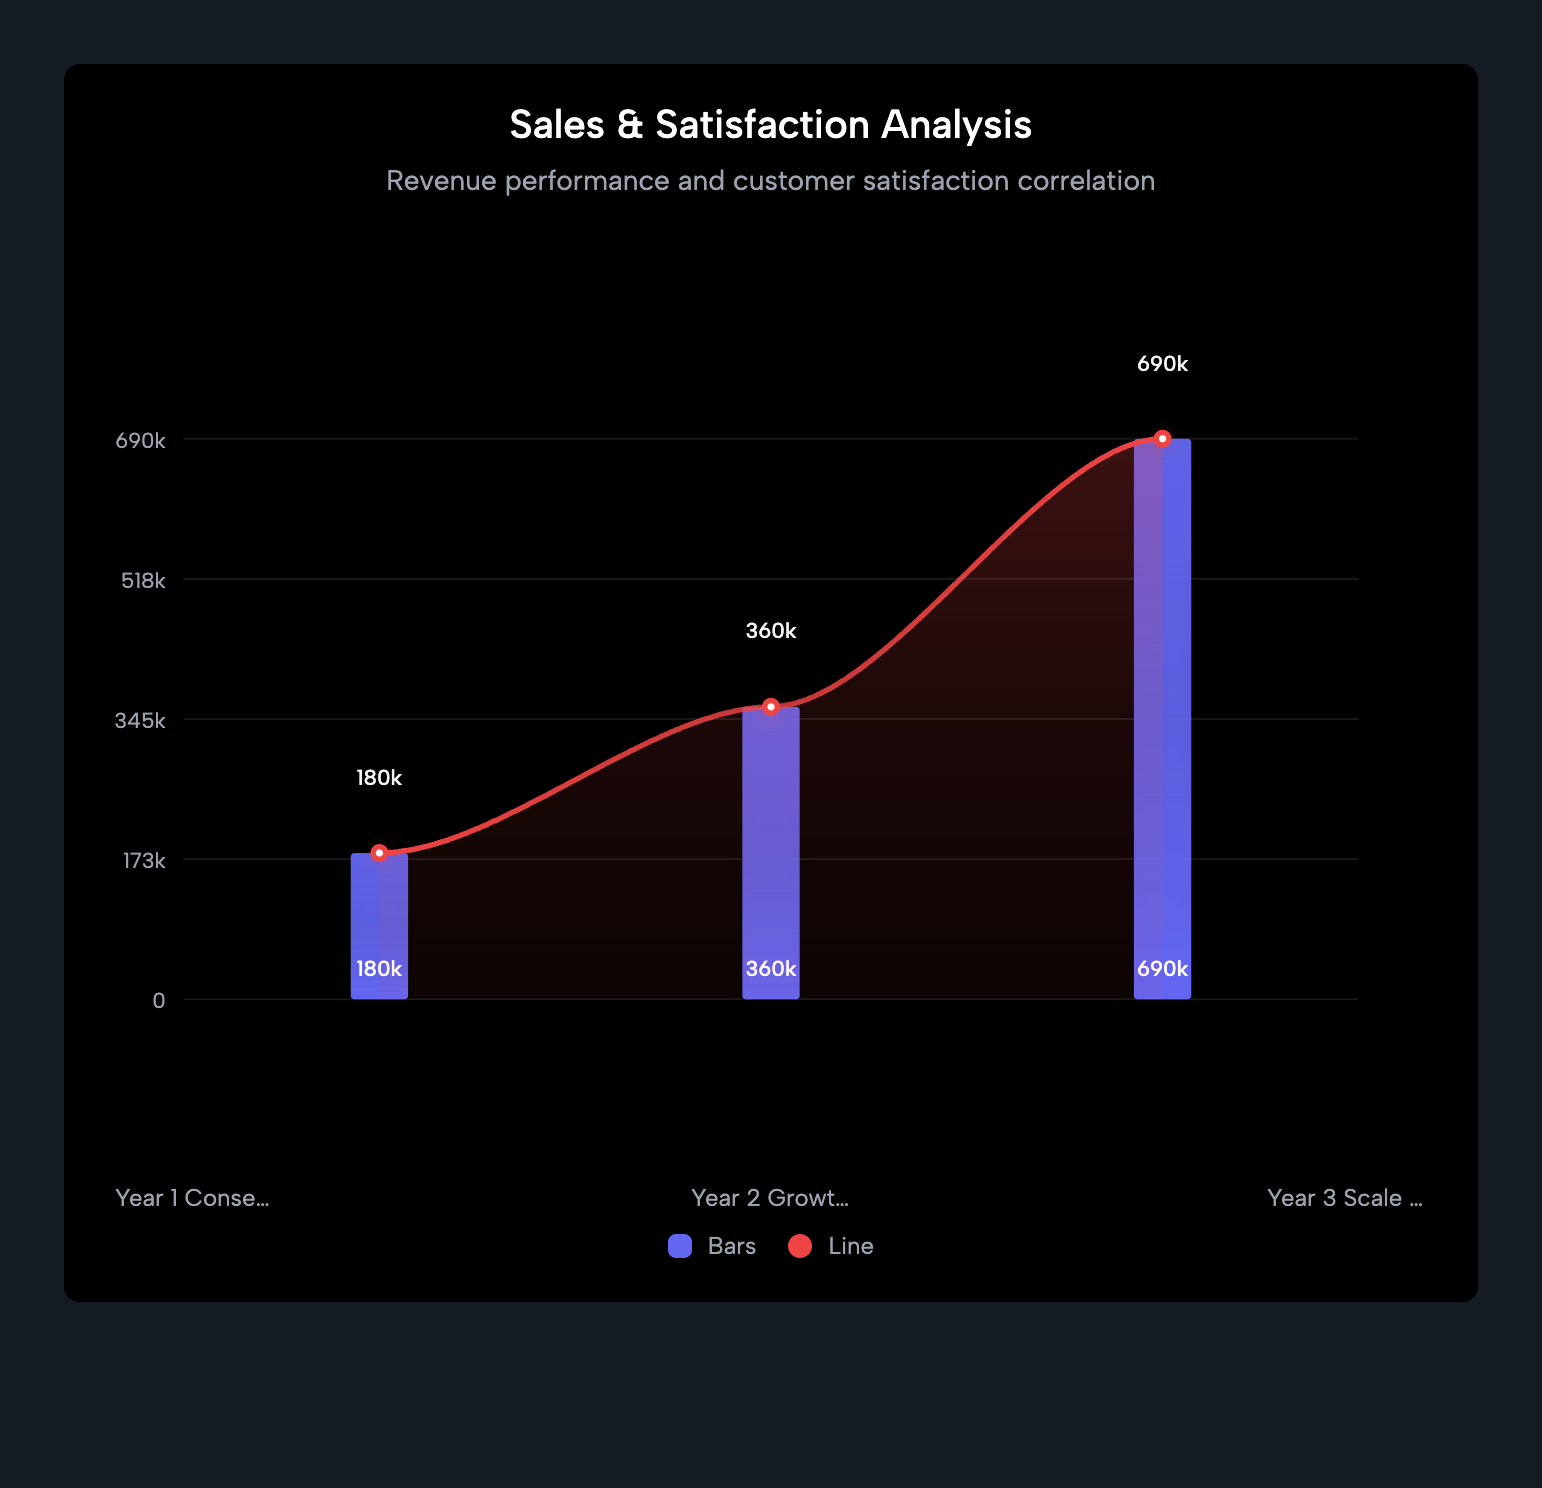 Sales & Satisfaction Analysis
Revenue performance and customer satisfaction correlation
690k
690k
518k
360k
345k
180k
173k
180k
360k
690k
0
Year 1 Conse...
Year 2 Growt...
Year 3 Scale ...
Bars
Line